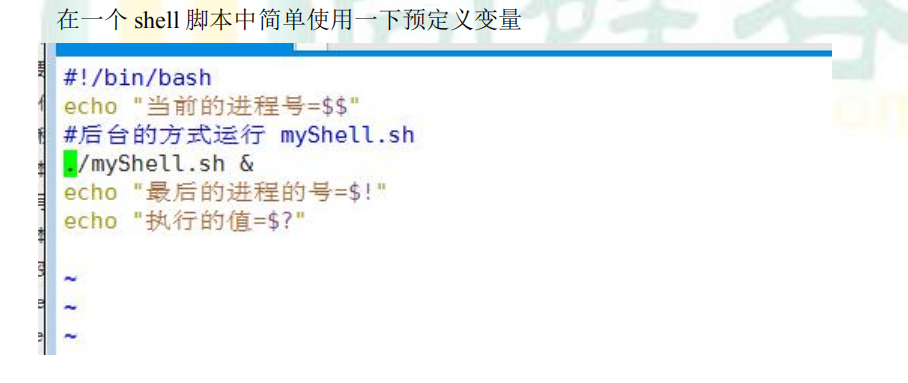 在一个 shell 脚本中简单使用一下预定义变量
#!/bin/bash
echo "当前的进程号=$$"
#后台的方式运行 myShell.sh
./myShell.sh &
echo "最后的进程的号=$!"
echo "执行的值=$?"
~
~
~